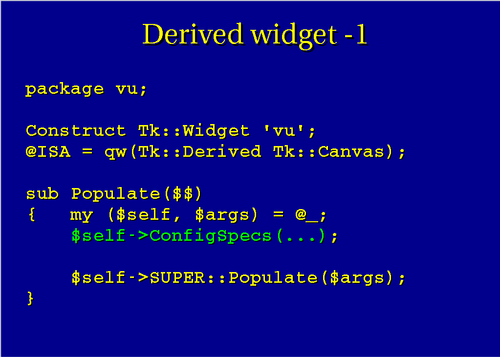 Derived widget -1
package vu;
Construct Tk::Widget 'vu';
@ISA = qw(Tk::Derived Tk::Canvas);
sub Populate($$)
{   my ($self, $args) = @_;
    $self->ConfigSpecs(...);
    $self->SUPER::Populate($args);
}